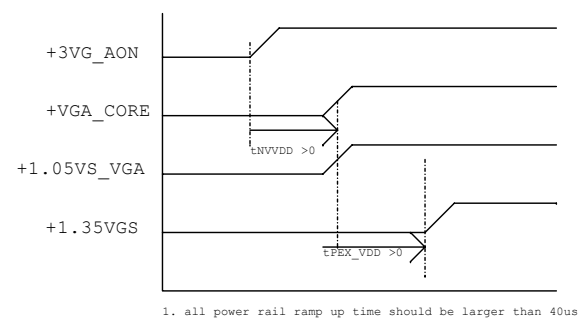 +3VG_AON
+VGA_CORE
tNVVDD >0
+1.05VS_VGA
+1.35VGS
tPEX_VDD >0
1. all power rail ramp up time should be larger than 40us